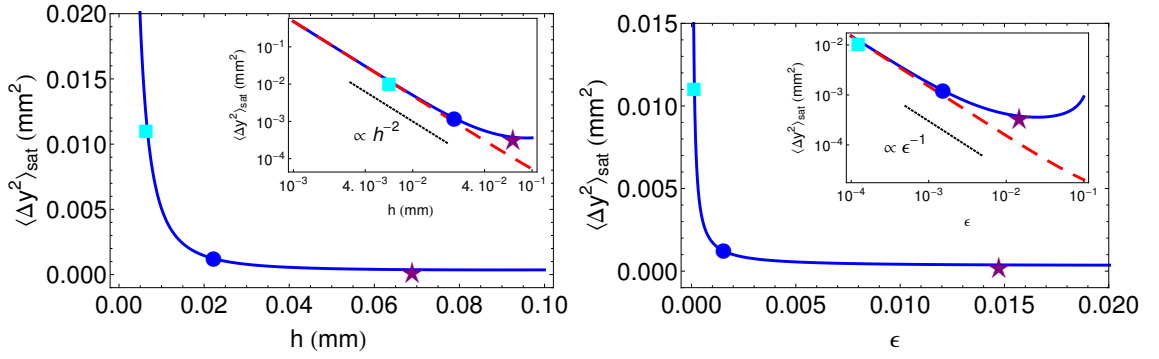 ⟨Δy²⟩sat (mm²)
0.020
0.015
0.010
0.005
0.000
0.00 0.02 0.04 0.06 0.08 0.10
h (mm)
⟨Δy²⟩sat (mm²)
10⁻¹
10⁻²
10⁻³
10⁻⁴
∝ h⁻²
10⁻³ 4. 10⁻³ 10⁻² 4. 10⁻² 10⁻¹
h (mm)
⟨Δy²⟩sat (mm²)
0.015
0.010
0.005
0.000
0.000 0.005 0.010 0.015 0.020
ϵ
⟨Δy²⟩sat (mm²)
10⁻²
10⁻³
10⁻⁴
∝ ϵ⁻¹
10⁻⁴ 10⁻³ 10⁻² 10⁻¹
ϵ